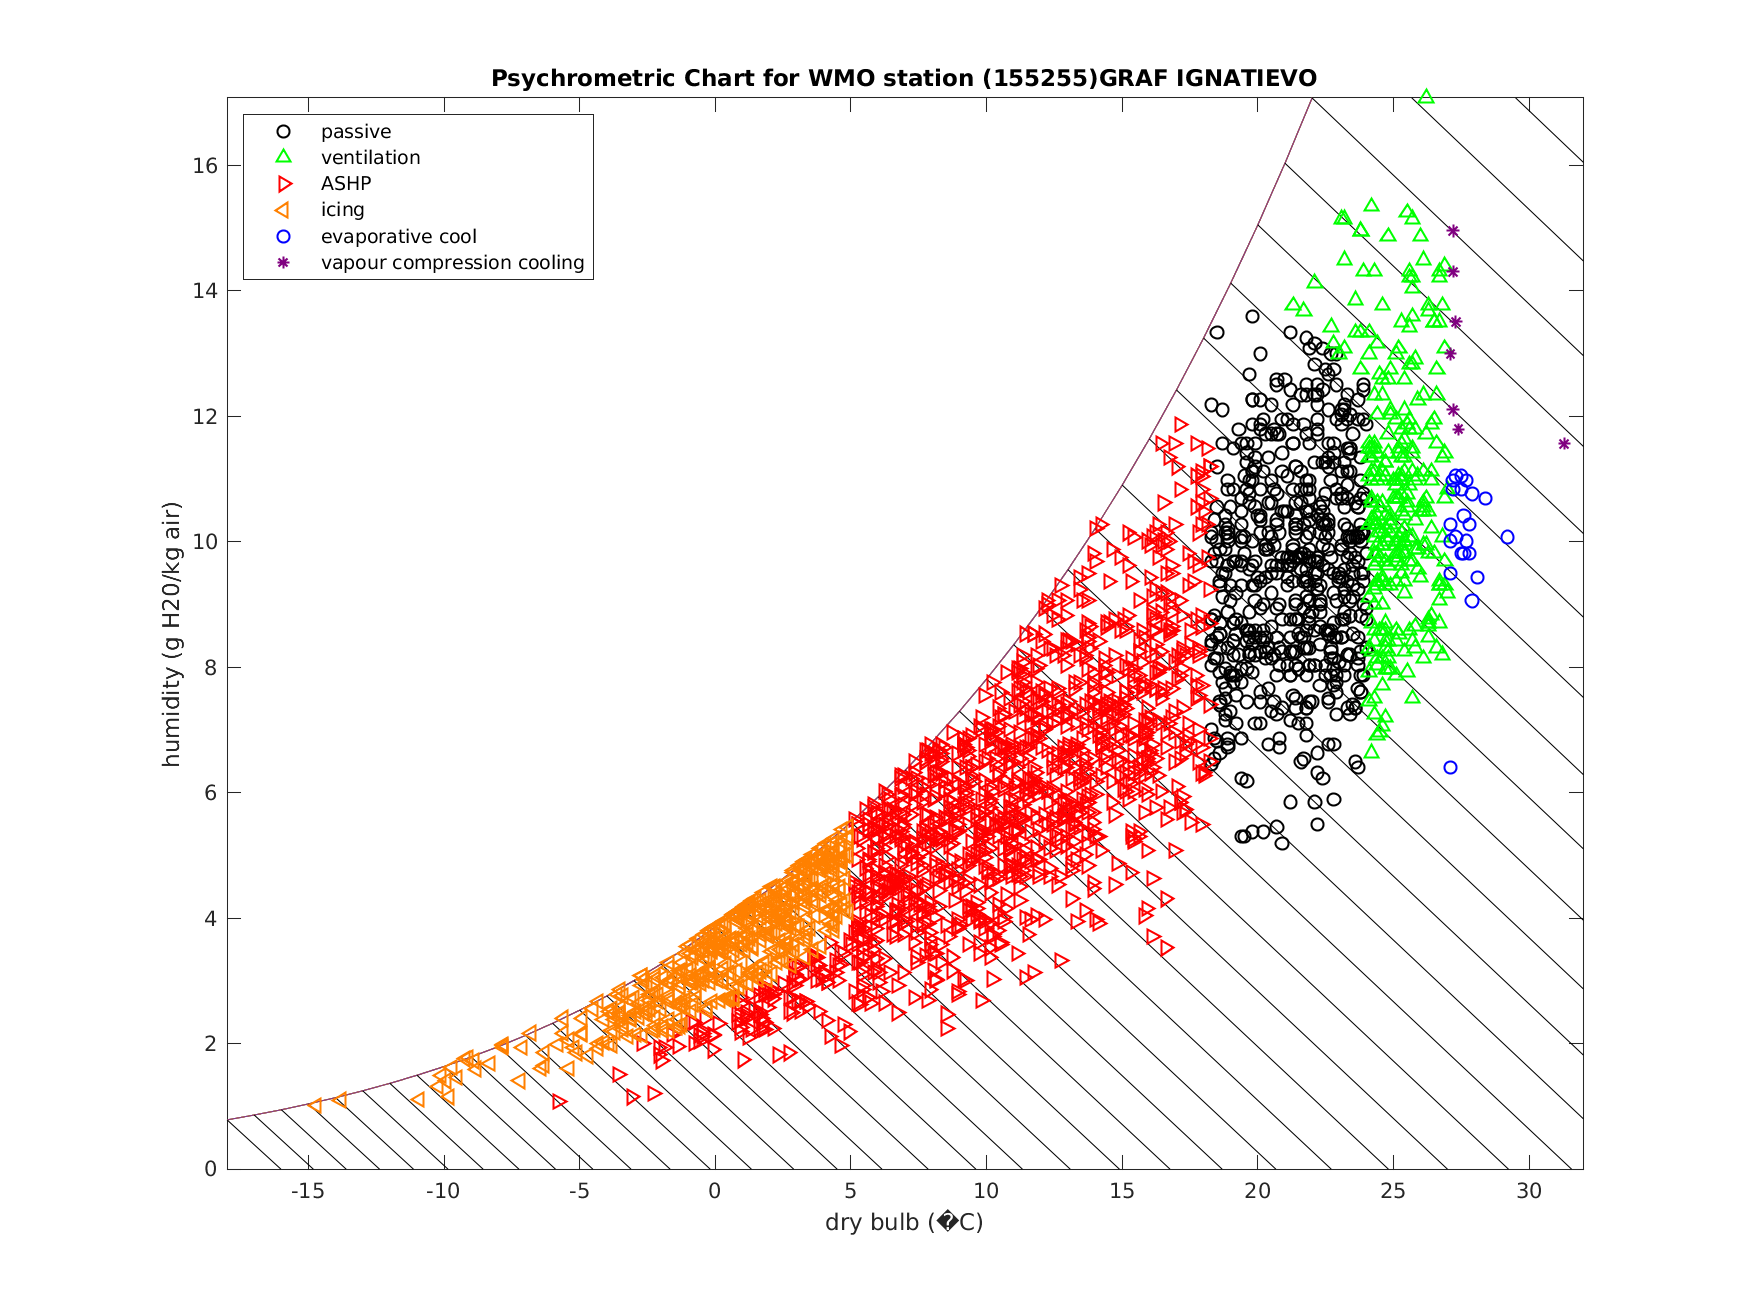 Psychrometric Chart for WMO station (155255)GRAF IGNATIEVO
passive
ventilation
ASHP
icing
evaporative cool
vapour compression cooling
humidity (g H20/kg air)
16
14
12
10
8
6
4
2
0
-15
-10
-5
0
5
10
15
20
25
30
dry bulb (�C)